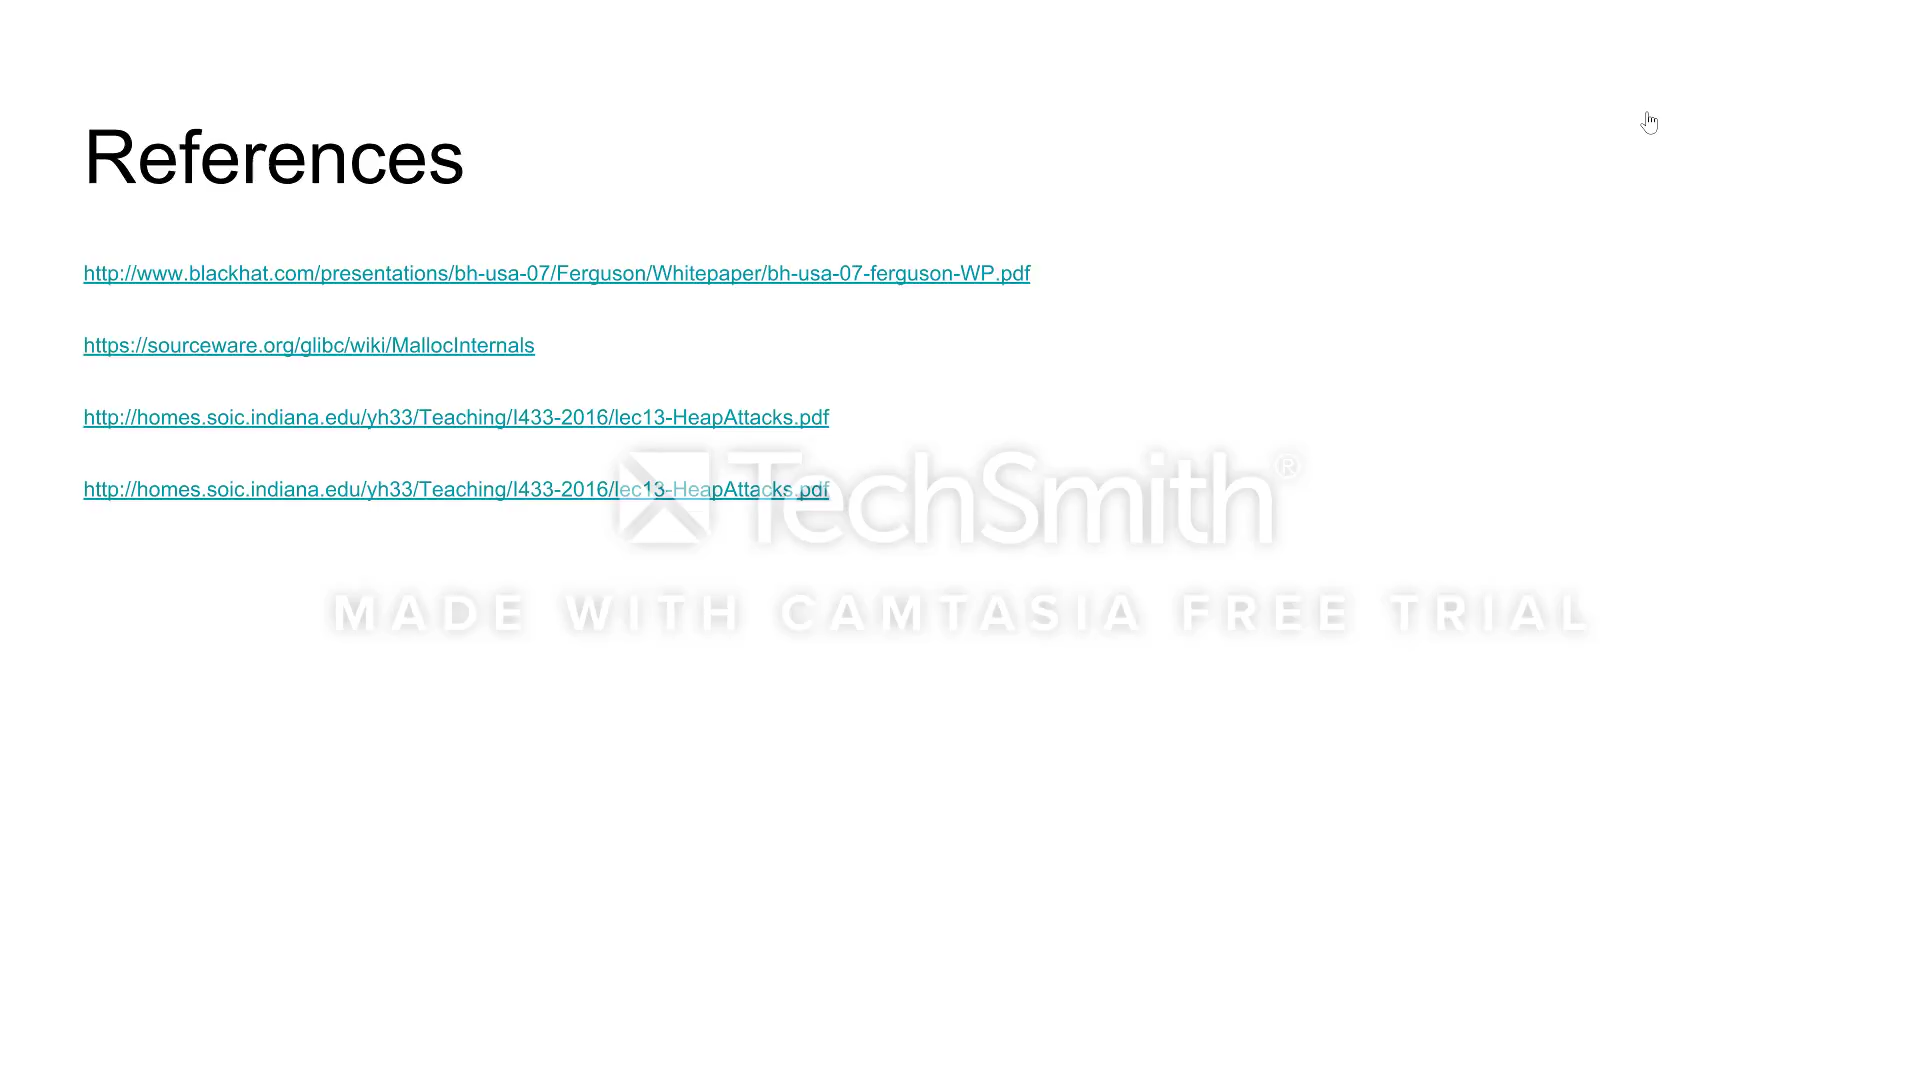 References
http://www.blackhat.com/presentations/bh-usa-07/Ferguson/Whitepaper/bh-usa-07-ferguson-WP.pdf
https://sourceware.org/glibc/wiki/MallocInternals
http://homes.soic.indiana.edu/yh33/Teaching/I433-2016/lec13-HeapAttacks.pdf
http://homes.soic.indiana.edu/yh33/Teaching/I433-2016/lec13-HeapAttacks.pdf
TechSmith®
MADE WITH CAMTASIA FREE TRIAL